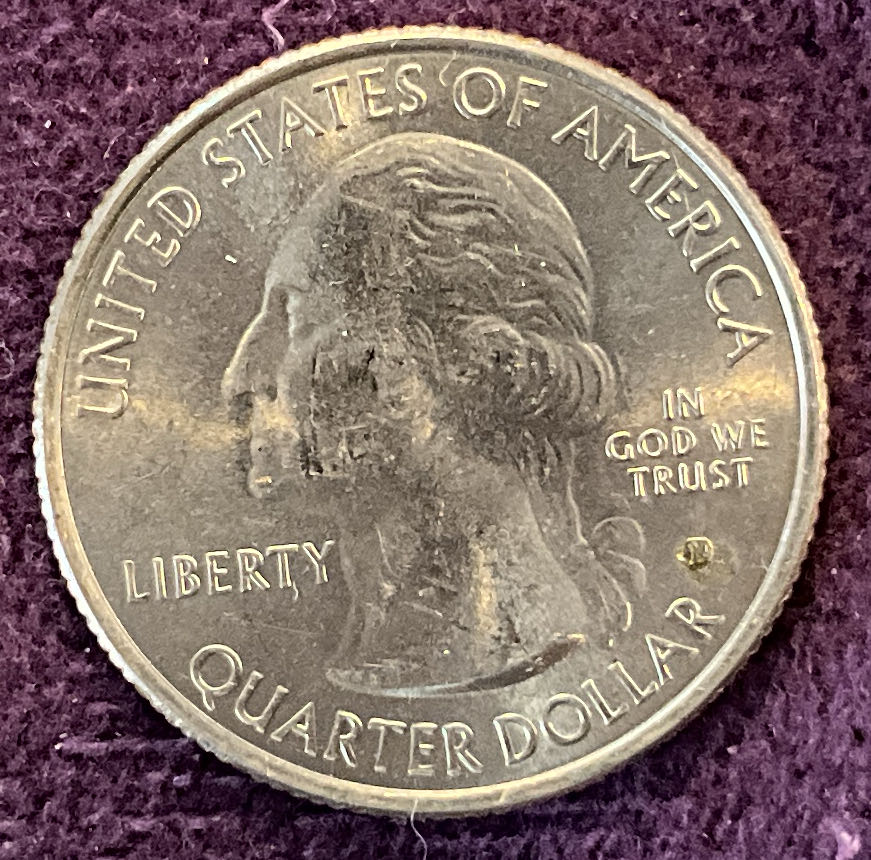 UNITED STATES OF AMERICA
IN
GOD WE
TRUST
LIBERTY
QUARTER DOLLAR